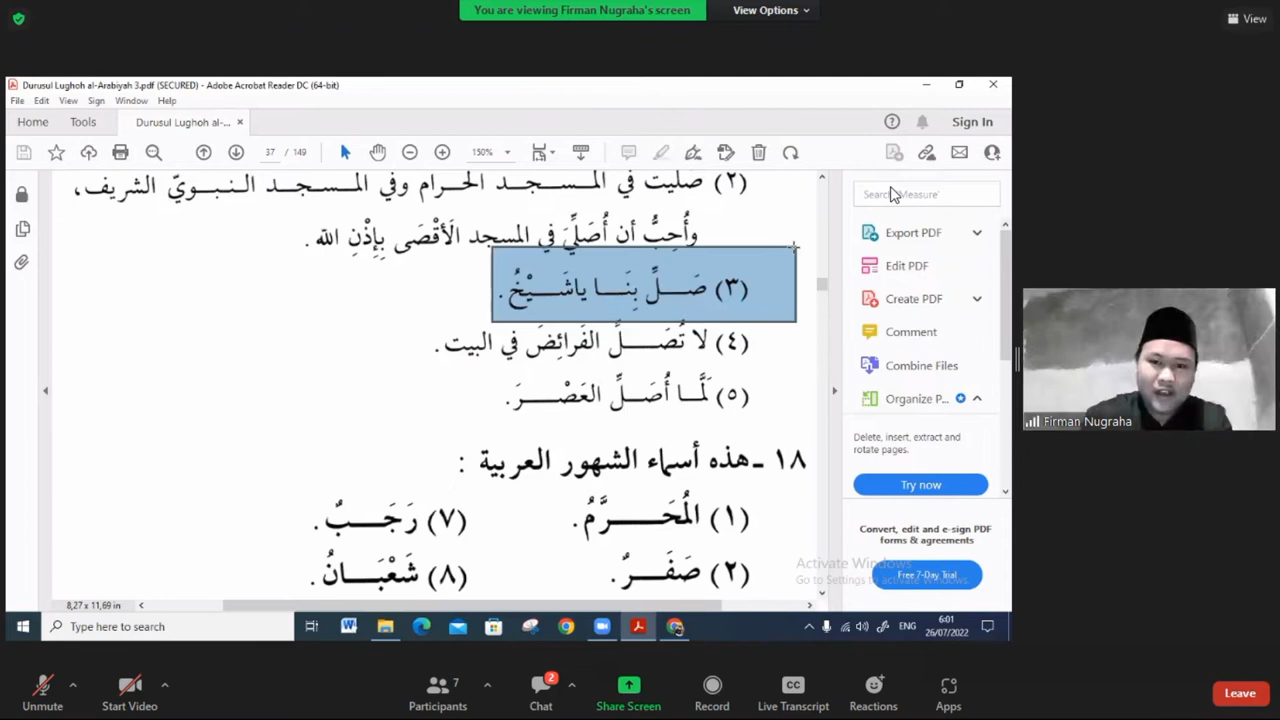 You are viewing Firman Nugraha's screen
View Options
View
Durusul Lughoh al-Arabiyah 3.pdf (SECURED) - Adobe Acrobat Reader DC (64-bit)
File Edit View Sign Window Help
Home Tools Durusul Lughoh al-... × Sign In
37 / 149 150%
(٢) صليت في المسجد الحرام وفي المسجد النبويّ الشريف،
وأُحِبُّ أن أُصَلِّيَ في المسجد الَأقْصَى بِإِذْنِ الله .
(٣) صَلِّ بِنَا ياشَيْخُ .
(٤) لا تُصَلِّ الفَرائِضَ في البيت .
(٥) لَمَّا أُصَلِّ العَصْرَ .
١٨ - هذه أسماء الشهور العربية :
(١) المُحَرَّمُ . (٧) رَجَبٌ .
(٢) صَفَرٌ . (٨) شَعْبَانُ .
8,27 x 11,69 in
Search 'Measure'
Export PDF
Edit PDF
Create PDF
Comment
Combine Files
Organize P...
Delete, insert, extract and
rotate pages.
Try now
Convert, edit and e-sign PDF
forms & agreements
Free 7-Day Trial
Activate Windows
Go to Settings to activate Windows.
Firman Nugraha
Type here to search
ENG
6:01
26/07/2022
Unmute
Start Video
7
Participants
2
Chat
Share Screen
Record
CC
Live Transcript
Reactions
Apps
Leave